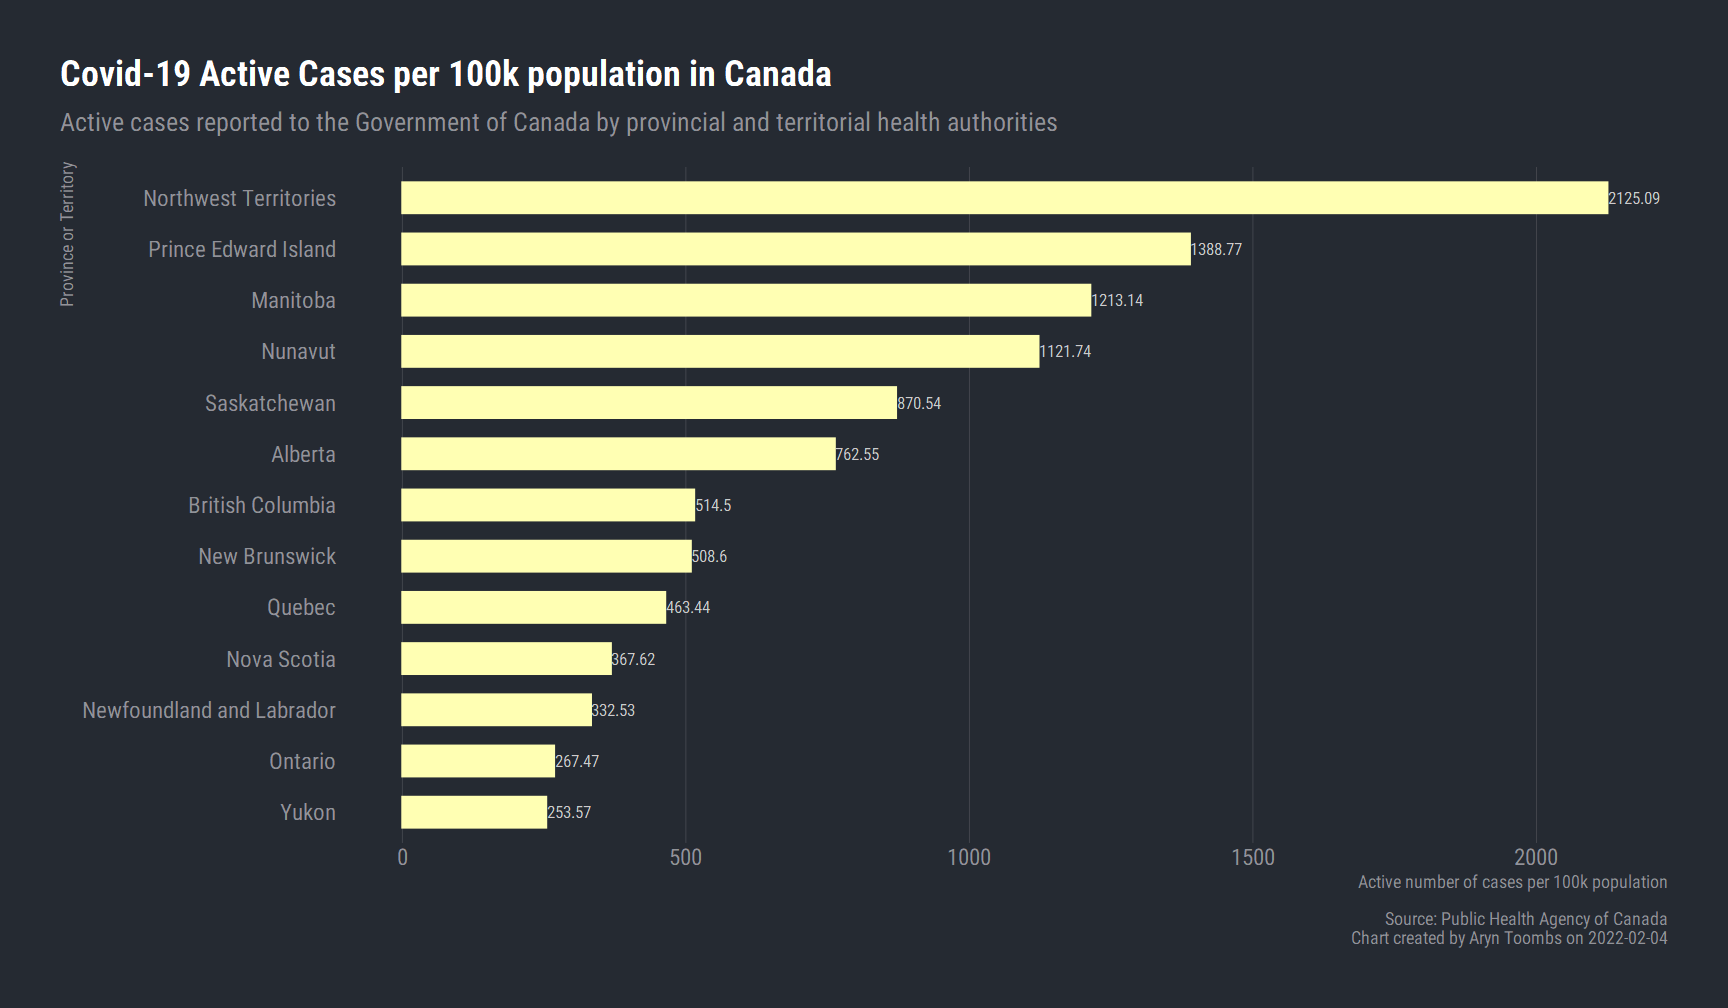 Covid-19 Active Cases per 100k population in Canada
Active cases reported to the Government of Canada by provincial and territorial health authorities
Province or Territory
Northwest Territories 2125.09
Prince Edward Island 1388.77
Manitoba 1213.14
Nunavut 1121.74
Saskatchewan 870.54
Alberta 762.55
British Columbia 514.5
New Brunswick 508.6
Quebec 463.44
Nova Scotia 367.62
Newfoundland and Labrador 332.53
Ontario 267.47
Yukon 253.57
0 500 1000 1500 2000
Active number of cases per 100k population
Source: Public Health Agency of Canada
Chart created by Aryn Toombs on 2022-02-04